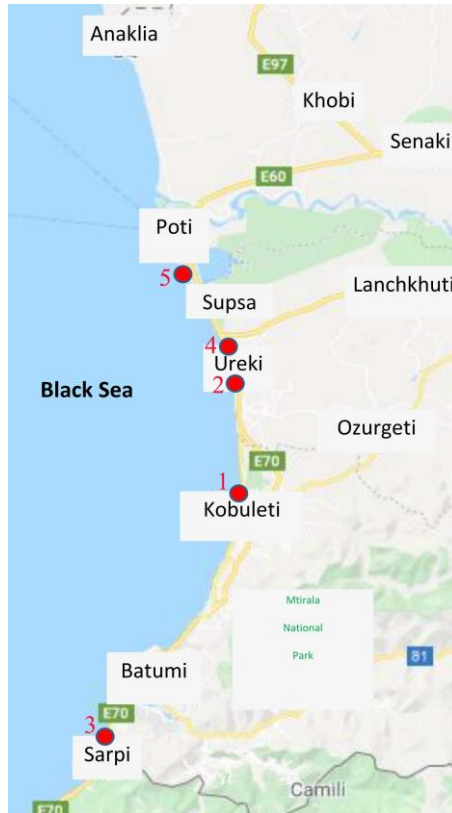 Anaklia
E97
Khobi
Senaki
E60
Poti
5
Lanchkhuti
Supsa
4
Ureki
2
Black Sea
Ozurgeti
E70
1
Kobuleti
Mtirala
National
Park
Batumi
ფ1
E70
3
Sarpi
Camili
E70